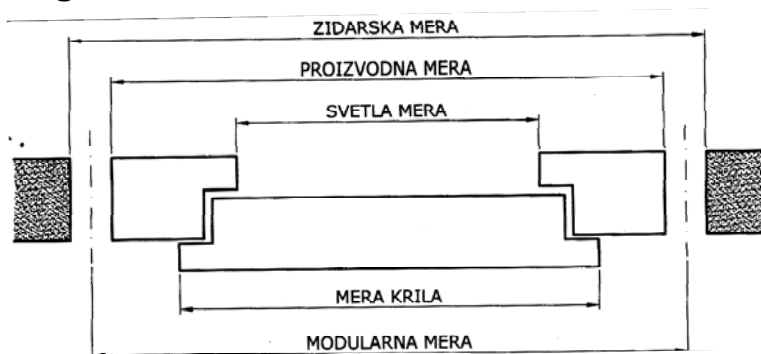 ZIDARSKA MERA
PROIZVODNA MERA
SVETLA MERA
MERA KRILA
MODULARNA MERA